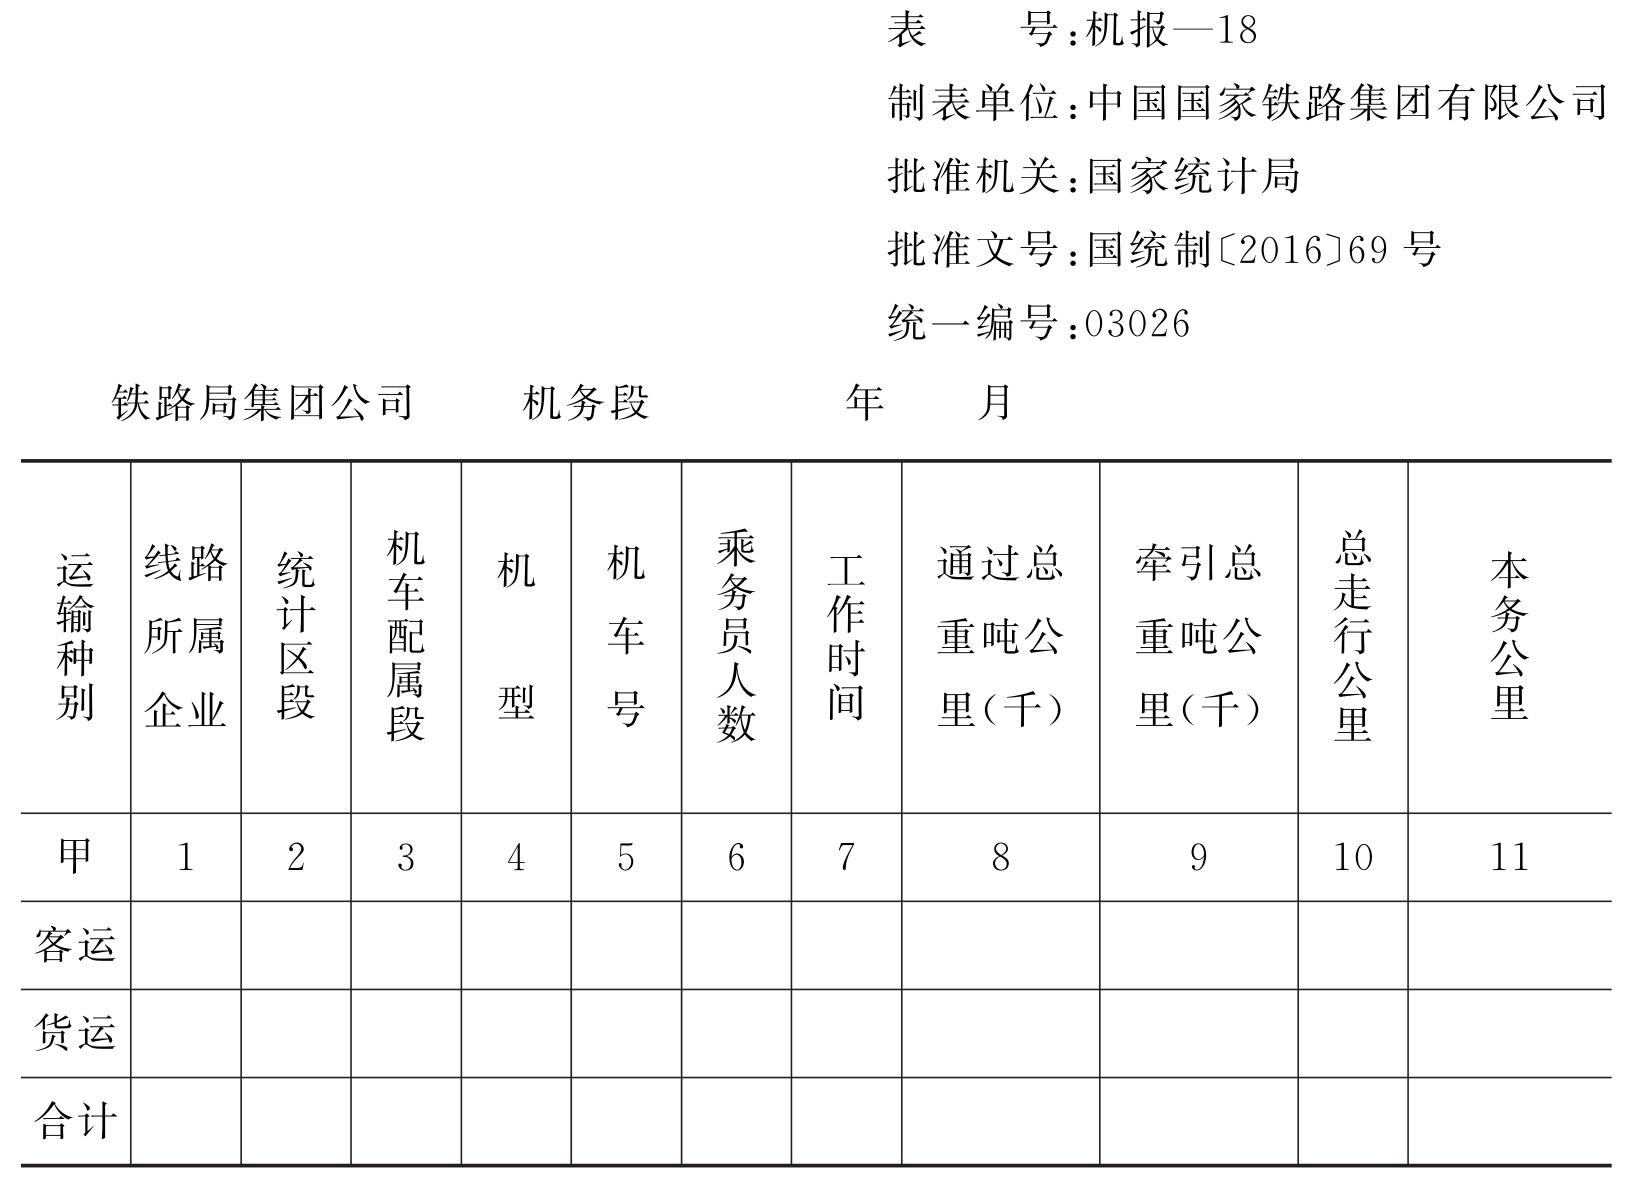 表　　号:机报—18
制表单位:中国国家铁路集团有限公司
批准机关:国家统计局
批准文号:国统制〔2016〕69 号
统一编号:03026
铁路局集团公司　　机务段　　　　年　　月
运输种别 线路所属企业 统计区段 机车配属段 机型 机车号 乘务员人数 工作时间 通过总重吨公里(千) 牵引总重吨公里(千) 总走行公里 本务公里
甲 1 2 3 4 5 6 7 8 9 10 11
客运
货运
合计